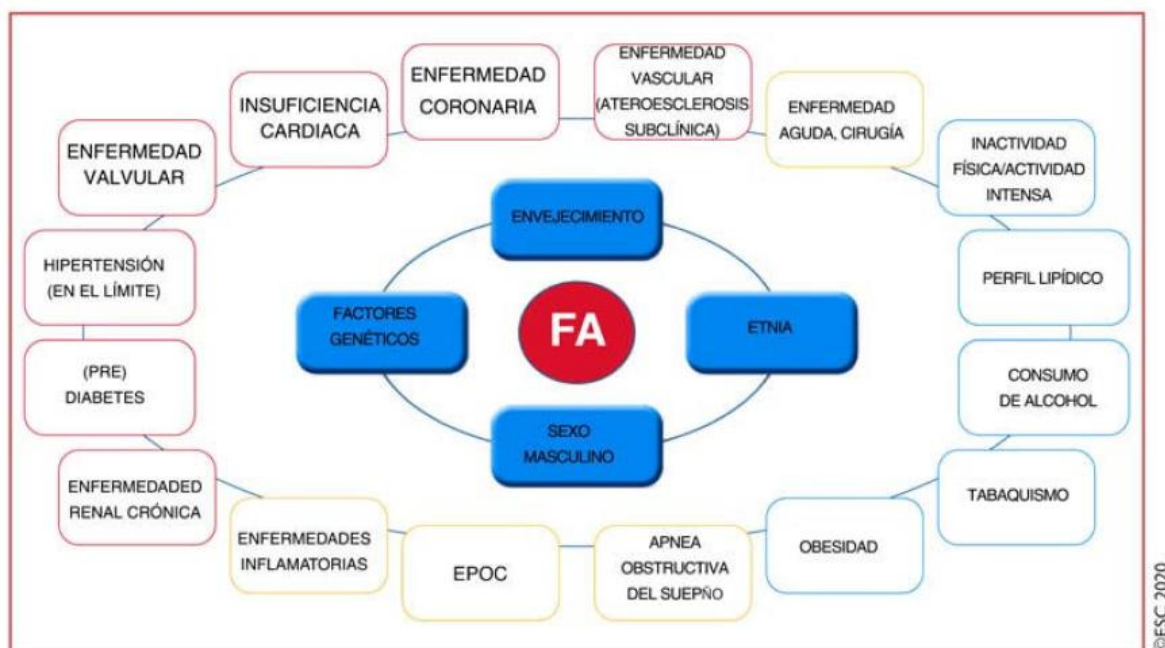 ENFERMEDAD
CORONARIA
ENFERMEDAD
VASCULAR
(ATEROESCLEROSIS
SUBCLÍNICA)
INSUFICIENCIA
CARDIACA
ENFERMEDAD
AGUDA, CIRUGÍA
ENFERMEDAD
VALVULAR
INACTIVIDAD
FÍSICA/ACTIVIDAD
INTENSA
ENVEJECIMIENTO
HIPERTENSIÓN
(EN EL LÍMITE)
PERFIL LIPÍDICO
FACTORES
GENÉTICOS
FA
ETNIA
(PRE)
DIABETES
CONSUMO
DE ALCOHOL
SEXO
MASCULINO
ENFERMEDADED
RENAL CRÓNICA
TABAQUISMO
ENFERMEDADES
INFLAMATORIAS
EPOC
APNEA
OBSTRUCTIVA
DEL SUEPÑO
OBESIDAD
©ESC 2020